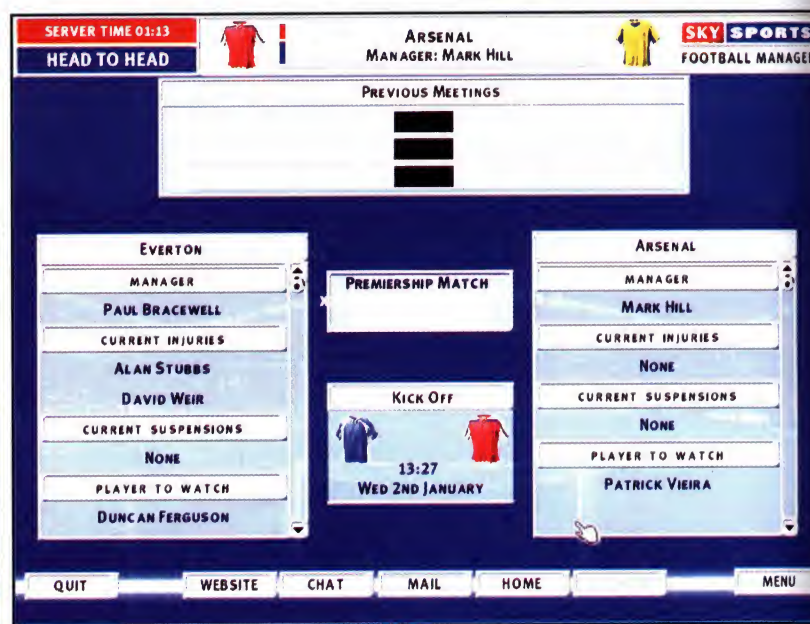 SERVER TIME 01:13
HEAD TO HEAD
ARSENAL
MANAGER: MARK HILL
SKY SPORTS
FOOTBALL MANAGER
PREVIOUS MEETINGS
EVERTON
MANAGER
PAUL BRACEWELL
CURRENT INJURIES
ALAN STUBBS
DAVID WEIR
CURRENT SUSPENSIONS
NONE
PLAYER TO WATCH
DUNCAN FERGUSON
PREMIERSHIP MATCH
KICK OFF
13:27
WED 2ND JANUARY
ARSENAL
MANAGER
MARK HILL
CURRENT INJURIES
NONE
CURRENT SUSPENSIONS
NONE
PLAYER TO WATCH
PATRICK VIEIRA
QUIT
WEBSITE
CHAT
MAIL
HOME
MENU